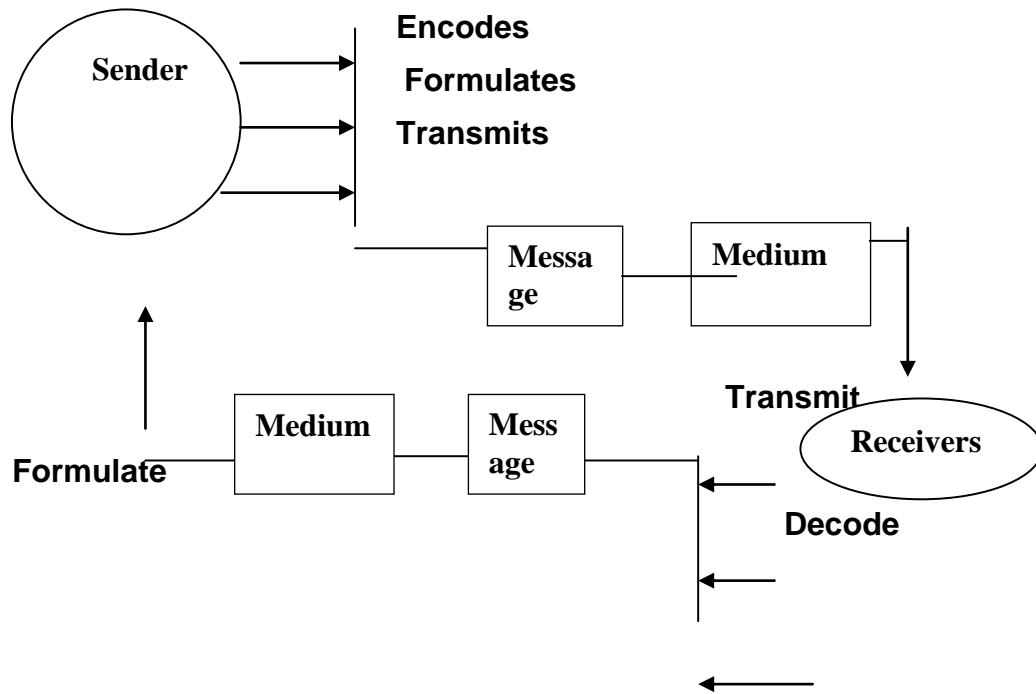 Encodes
Sender
Formulates
Transmits
Messa
ge
Medium
Transmit
Medium
Mess
age
Receivers
Formulate
Decode